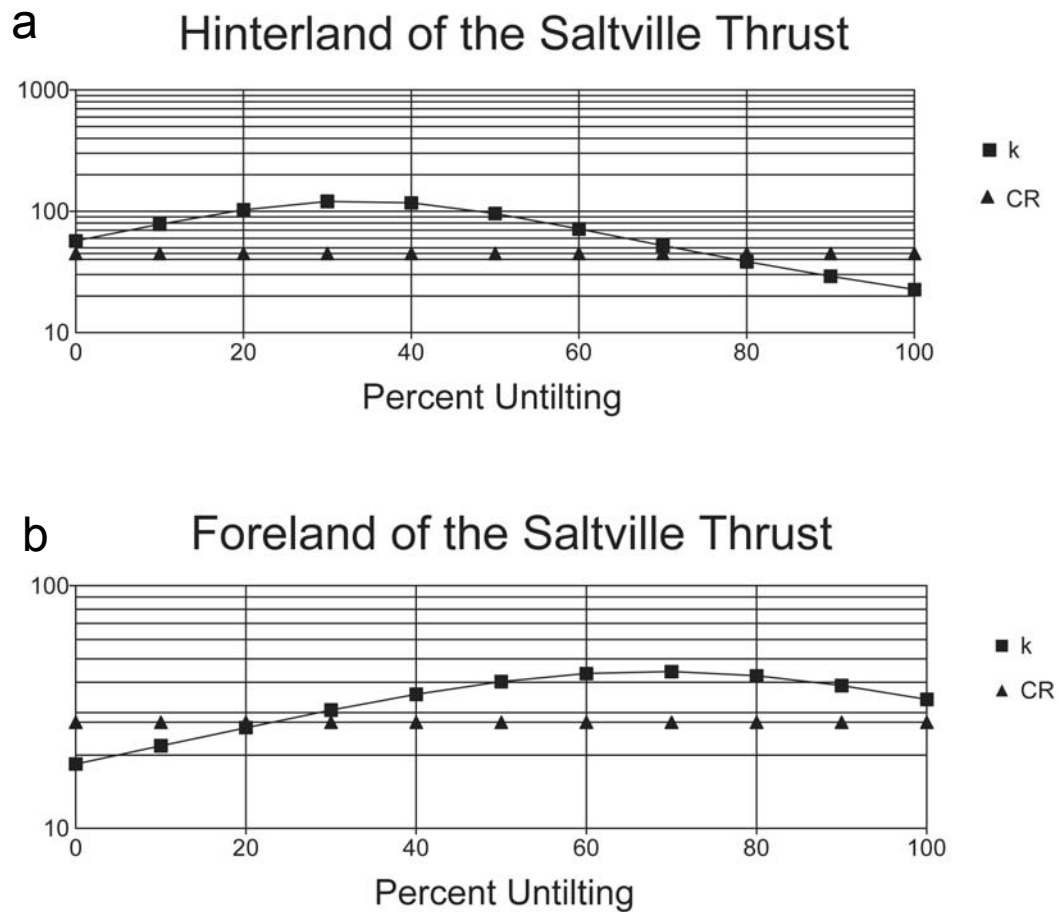 a
Hinterland of the Saltville Thrust
1000
100
10
0 20 40 60 80 100
Percent Untilting
k
CR
b
Foreland of the Saltville Thrust
100
10
0 20 40 60 80 100
Percent Untilting
k
CR